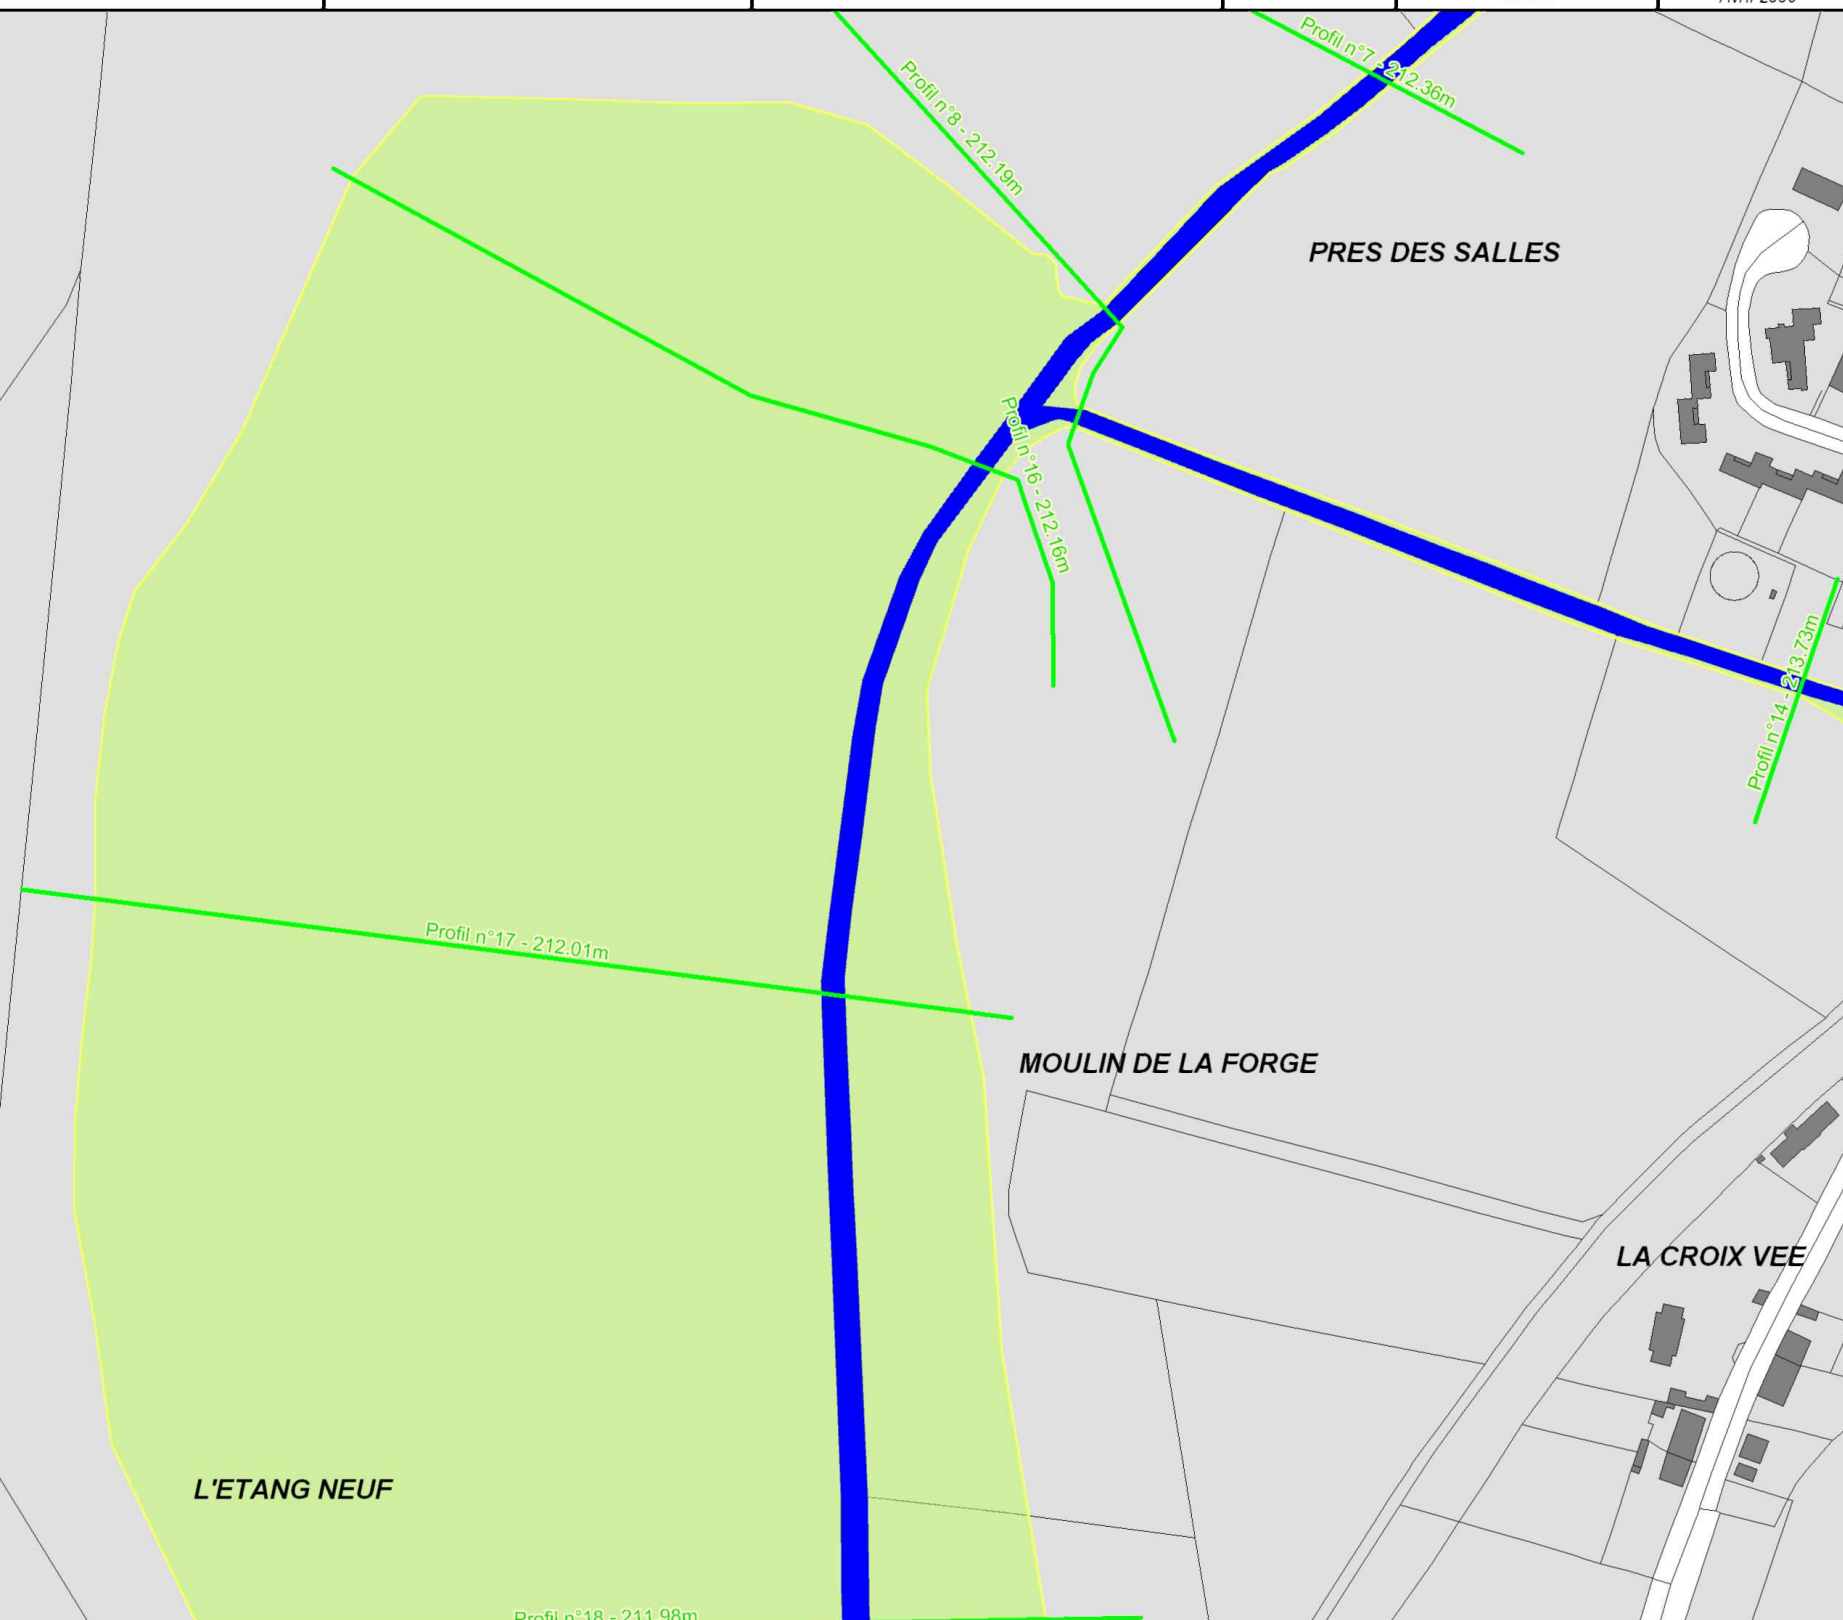 Profil n°7 - 212.36m
Profil n°8 - 212.19m
PRES DES SALLES
Profil n°16 - 212.16m
Profil n°14 - 213.73m
Profil n°17 - 212.01m
MOULIN DE LA FORGE
LA CROIX VEE
L'ETANG NEUF
Profil n°18 - 211.98m